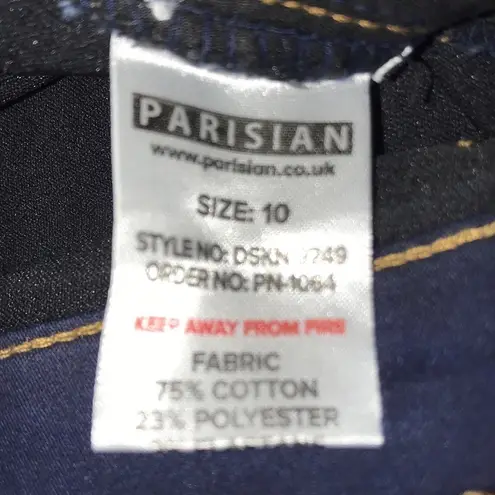 PARISIAN
www.parisian.co.uk
SIZE: 10
STYLE NO: DSKN
ORDER NO: PN-1064
KEEP AWAY FROM FIRE
FABRIC
75% COTTON
23% POLYESTER